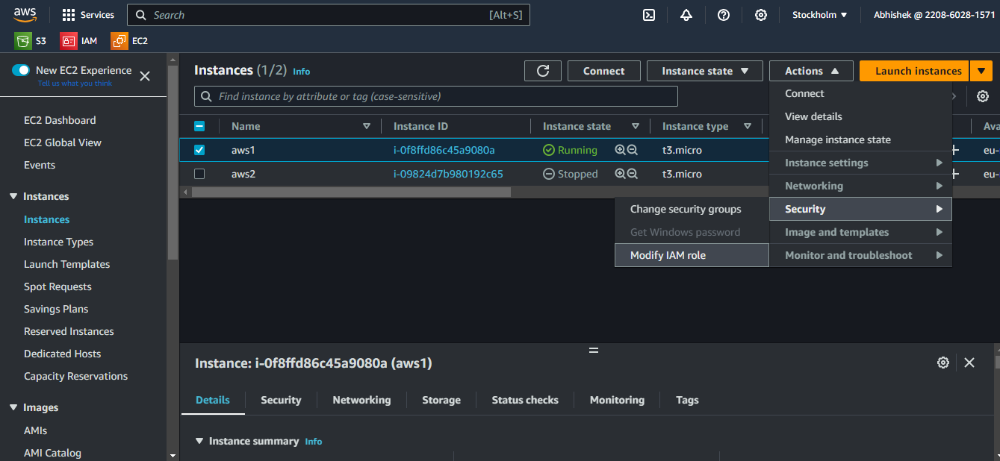 aws Services Search [Alt+S] Stockholm Abhishek @ 2208-6028-1571
S3 IAM EC2
New EC2 Experience
Tell us what you think
EC2 Dashboard
EC2 Global View
Events
Instances
Instances
Instance Types
Launch Templates
Spot Requests
Savings Plans
Reserved Instances
Dedicated Hosts
Capacity Reservations
Images
AMIs
AMI Catalog
Instances (1/2) Info Connect Instance state Actions Launch instances
Find instance by attribute or tag (case-sensitive)
Name Instance ID Instance state Instance type Ava
aws1 i-0f8ffd86c45a9080a Running t3.micro eu-
aws2 i-09824d7b980192c65 Stopped t3.micro eu-
Connect
View details
Manage instance state
Instance settings
Networking
Security
Image and templates
Monitor and troubleshoot
Change security groups
Get Windows password
Modify IAM role
Instance: i-0f8ffd86c45a9080a (aws1)
Details Security Networking Storage Status checks Monitoring Tags
Instance summary Info